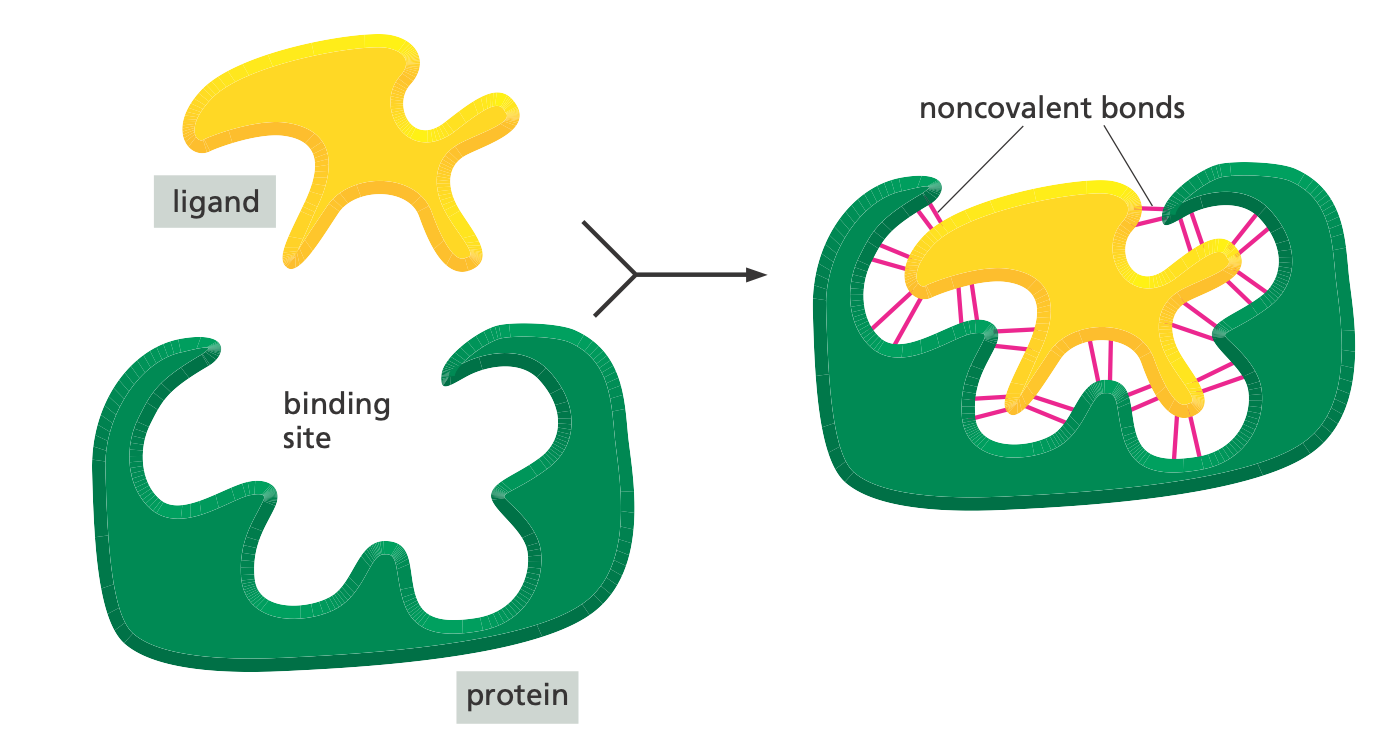 noncovalent bonds
ligand
binding
site
protein